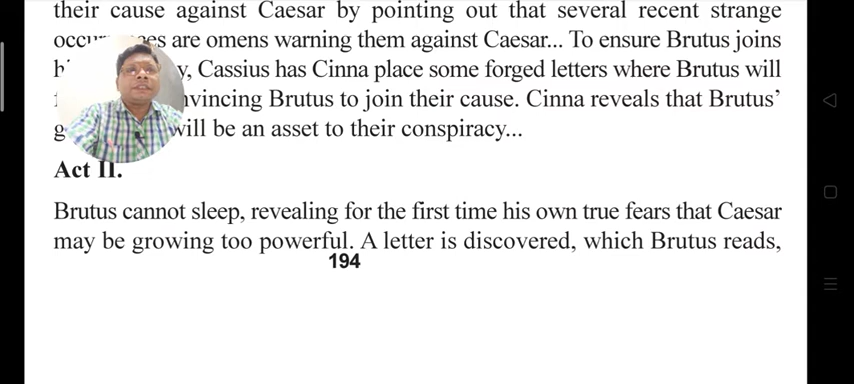 their cause against Caesar by pointing out that several recent strange
are omens warning them against Caesar... To ensure Brutus joins
Cassius has Cinna place some forged letters where Brutus will
Brutus to join their cause. Cinna reveals that Brutus’
will be an asset to their conspiracy...
Act II.
Brutus cannot sleep, revealing for the first time his own true fears that Caesar
may be growing too powerful. A letter is discovered, which Brutus reads,
194